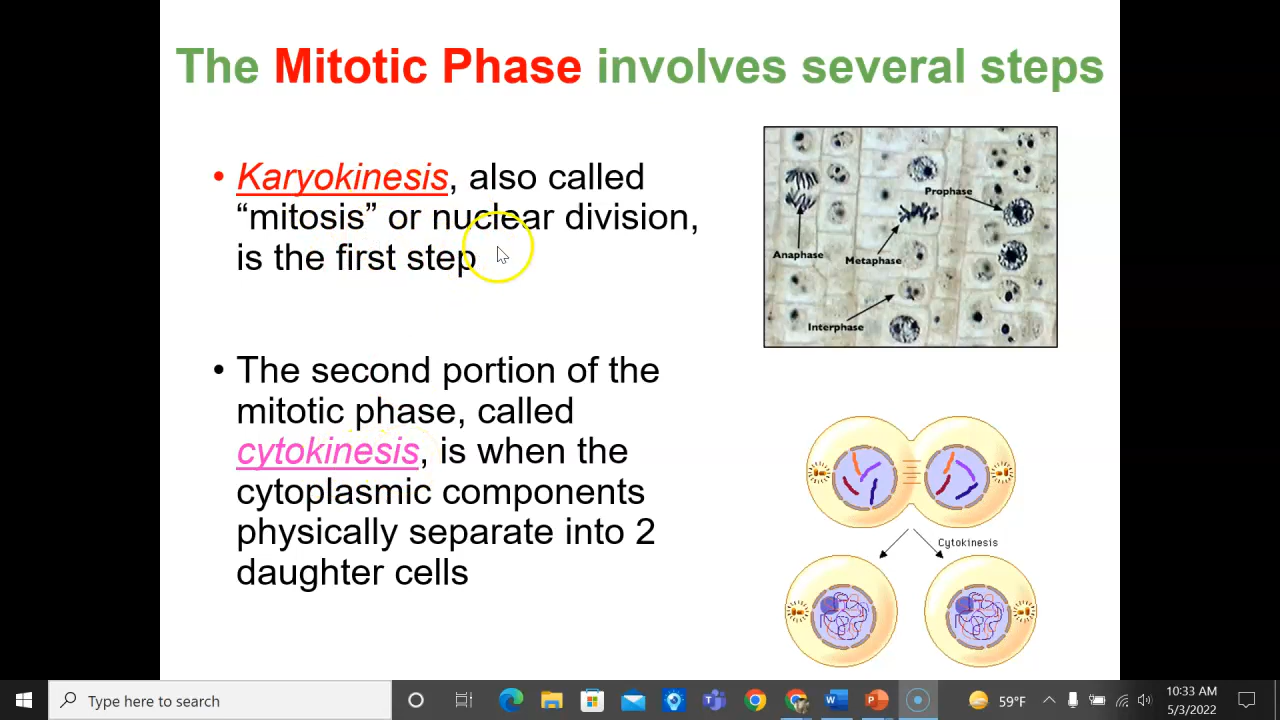 The Mitotic Phase involves several steps
• Karyokinesis, also called
“mitosis” or nuclear division,
is the first step
• The second portion of the
mitotic phase, called
cytokinesis, is when the
cytoplasmic components
physically separate into 2
daughter cells
Prophase
Anaphase
Metaphase
Interphase
Cytokinesis
Type here to search
59°F
10:33 AM
5/3/2022